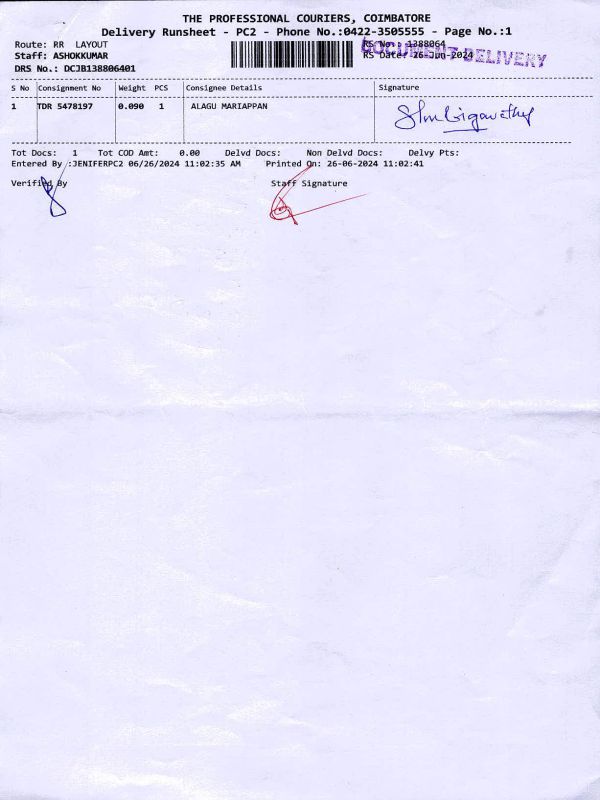 THE PROFESSIONAL COURIERS, COIMBATORE
Delivery Runsheet - PC2 - Phone No.:0422-3505555 - Page No.:1
Route: RR LAYOUT
RS No.: 1388064
DOCUMENT DELIVERY
Staff: ASHOKKUMAR
RS Date: 26-Jun-2024
DRS No.: DCJB138806401
S No Consignment No Weight PCS Consignee Details Signature
1 TDR 5478197 0.090 1 ALAGU MARIAPPAN
Tot Docs: 1 Tot COD Amt: 0.00 Delvd Docs: Non Delvd Docs: Delvy Pts:
Entered By :JENIFERPC2 06/26/2024 11:02:35 AM Printed On: 26-06-2024 11:02:41
Verified By Staff Signature